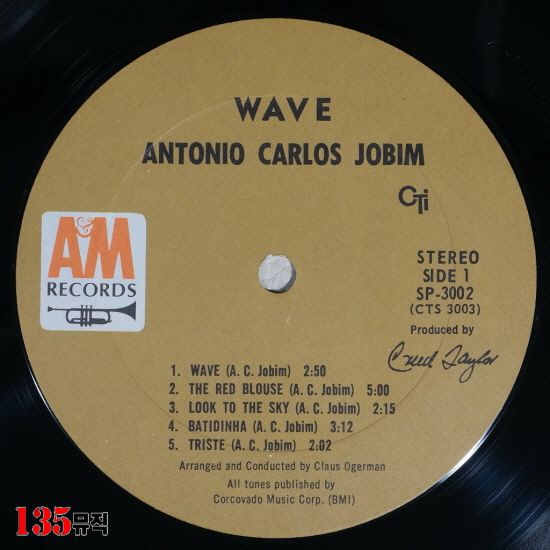 WAVE
ANTONIO CARLOS JOBIM
CTi
A&M
RECORDS
STEREO
SIDE 1
SP-3002
(CTS 3003)
Produced by
Creed Taylor
1. WAVE (A. C. Jobim) 2:50
2. THE RED BLOUSE (A. C. Jobim) 5:00
3. LOOK TO THE SKY (A. C. Jobim) 2:15
4. BATIDINHA (A. C. Jobim) 3:12
5. TRISTE (A. C. Jobim) 2:02
Arranged and Conducted by Claus Ogerman
All tunes published by
Corcovado Music Corp. (BMI)
135뮤직